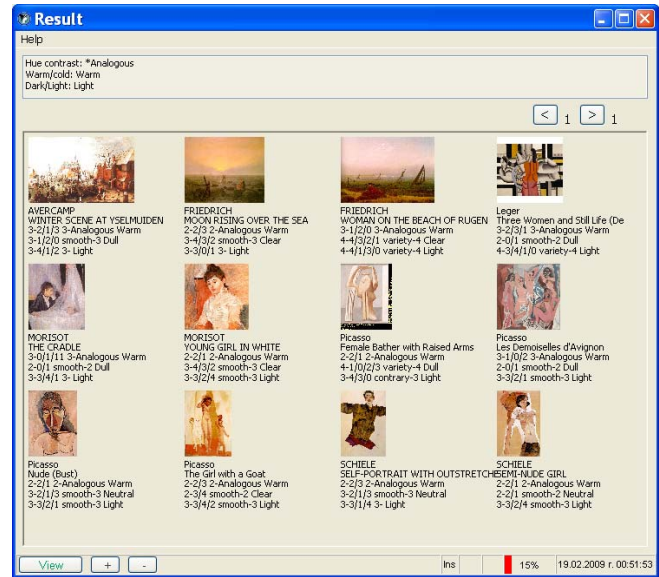 Result
Help
Hue contrast: *Analogous
Warm/cold: Warm
Dark/Light: Light
< 1 > 1
AVERCAMP
WINTER SCENE AT YSELMUIDEN
3-2/1/3 3-Analogous Warm
3-1/2/0 smooth-3 Dull
3-4/1/2 3- Light
FRIEDRICH
MOON RISING OVER THE SEA
2-2/3 2-Analogous Warm
3-4/3/2 smooth-3 Clear
3-3/0/1 3- Light
FRIEDRICH
WOMAN ON THE BEACH OF RUGEN
3-1/2/0 3-Analogous Warm
4-4/3/2/1 variety-4 Clear
4-4/1/3/0 variety-4 Light
Leger
Three Women and Still Life (De
3-2/3/1 3-Analogous Warm
2-0/1 smooth-2 Dull
4-3/4/1/0 variety-4 Light
MORISOT
THE CRADLE
3-0/1/11 3-Analogous Warm
2-0/1 smooth-2 Dull
3-3/4/1 3- Light
MORISOT
YOUNG GIRL IN WHITE
2-2/1 2-Analogous Warm
3-4/3/2 smooth-3 Clear
3-3/2/4 smooth-3 Light
Picasso
Female Bather with Raised Arms
2-2/1 2-Analogous Warm
4-1/0/2/3 variety-4 Dull
3-4/3/0 contrary-3 Light
Picasso
Les Demoiselles d'Avignon
3-1/0/2 3-Analogous Warm
2-0/1 smooth-2 Dull
3-3/2/1 smooth-3 Light
Picasso
Nude (Bust)
2-2/1 2-Analogous Warm
3-2/1/3 smooth-3 Neutral
3-3/2/1 smooth-3 Light
Picasso
The Girl with a Goat
2-2/3 2-Analogous Warm
2-3/4 smooth-2 Clear
3-3/4/2 smooth-3 Light
SCHIELE
SELF-PORTRAIT WITH OUTSTRETCHE
2-2/3 2-Analogous Warm
3-2/1/3 smooth-3 Neutral
3-3/1/4 3- Light
SCHIELE
SEMI-NUDE GIRL
2-2/1 2-Analogous Warm
2-2/1 smooth-2 Neutral
3-3/2/4 smooth-3 Light
View + - Ins 15% 19.02.2009 г. 00:51:53